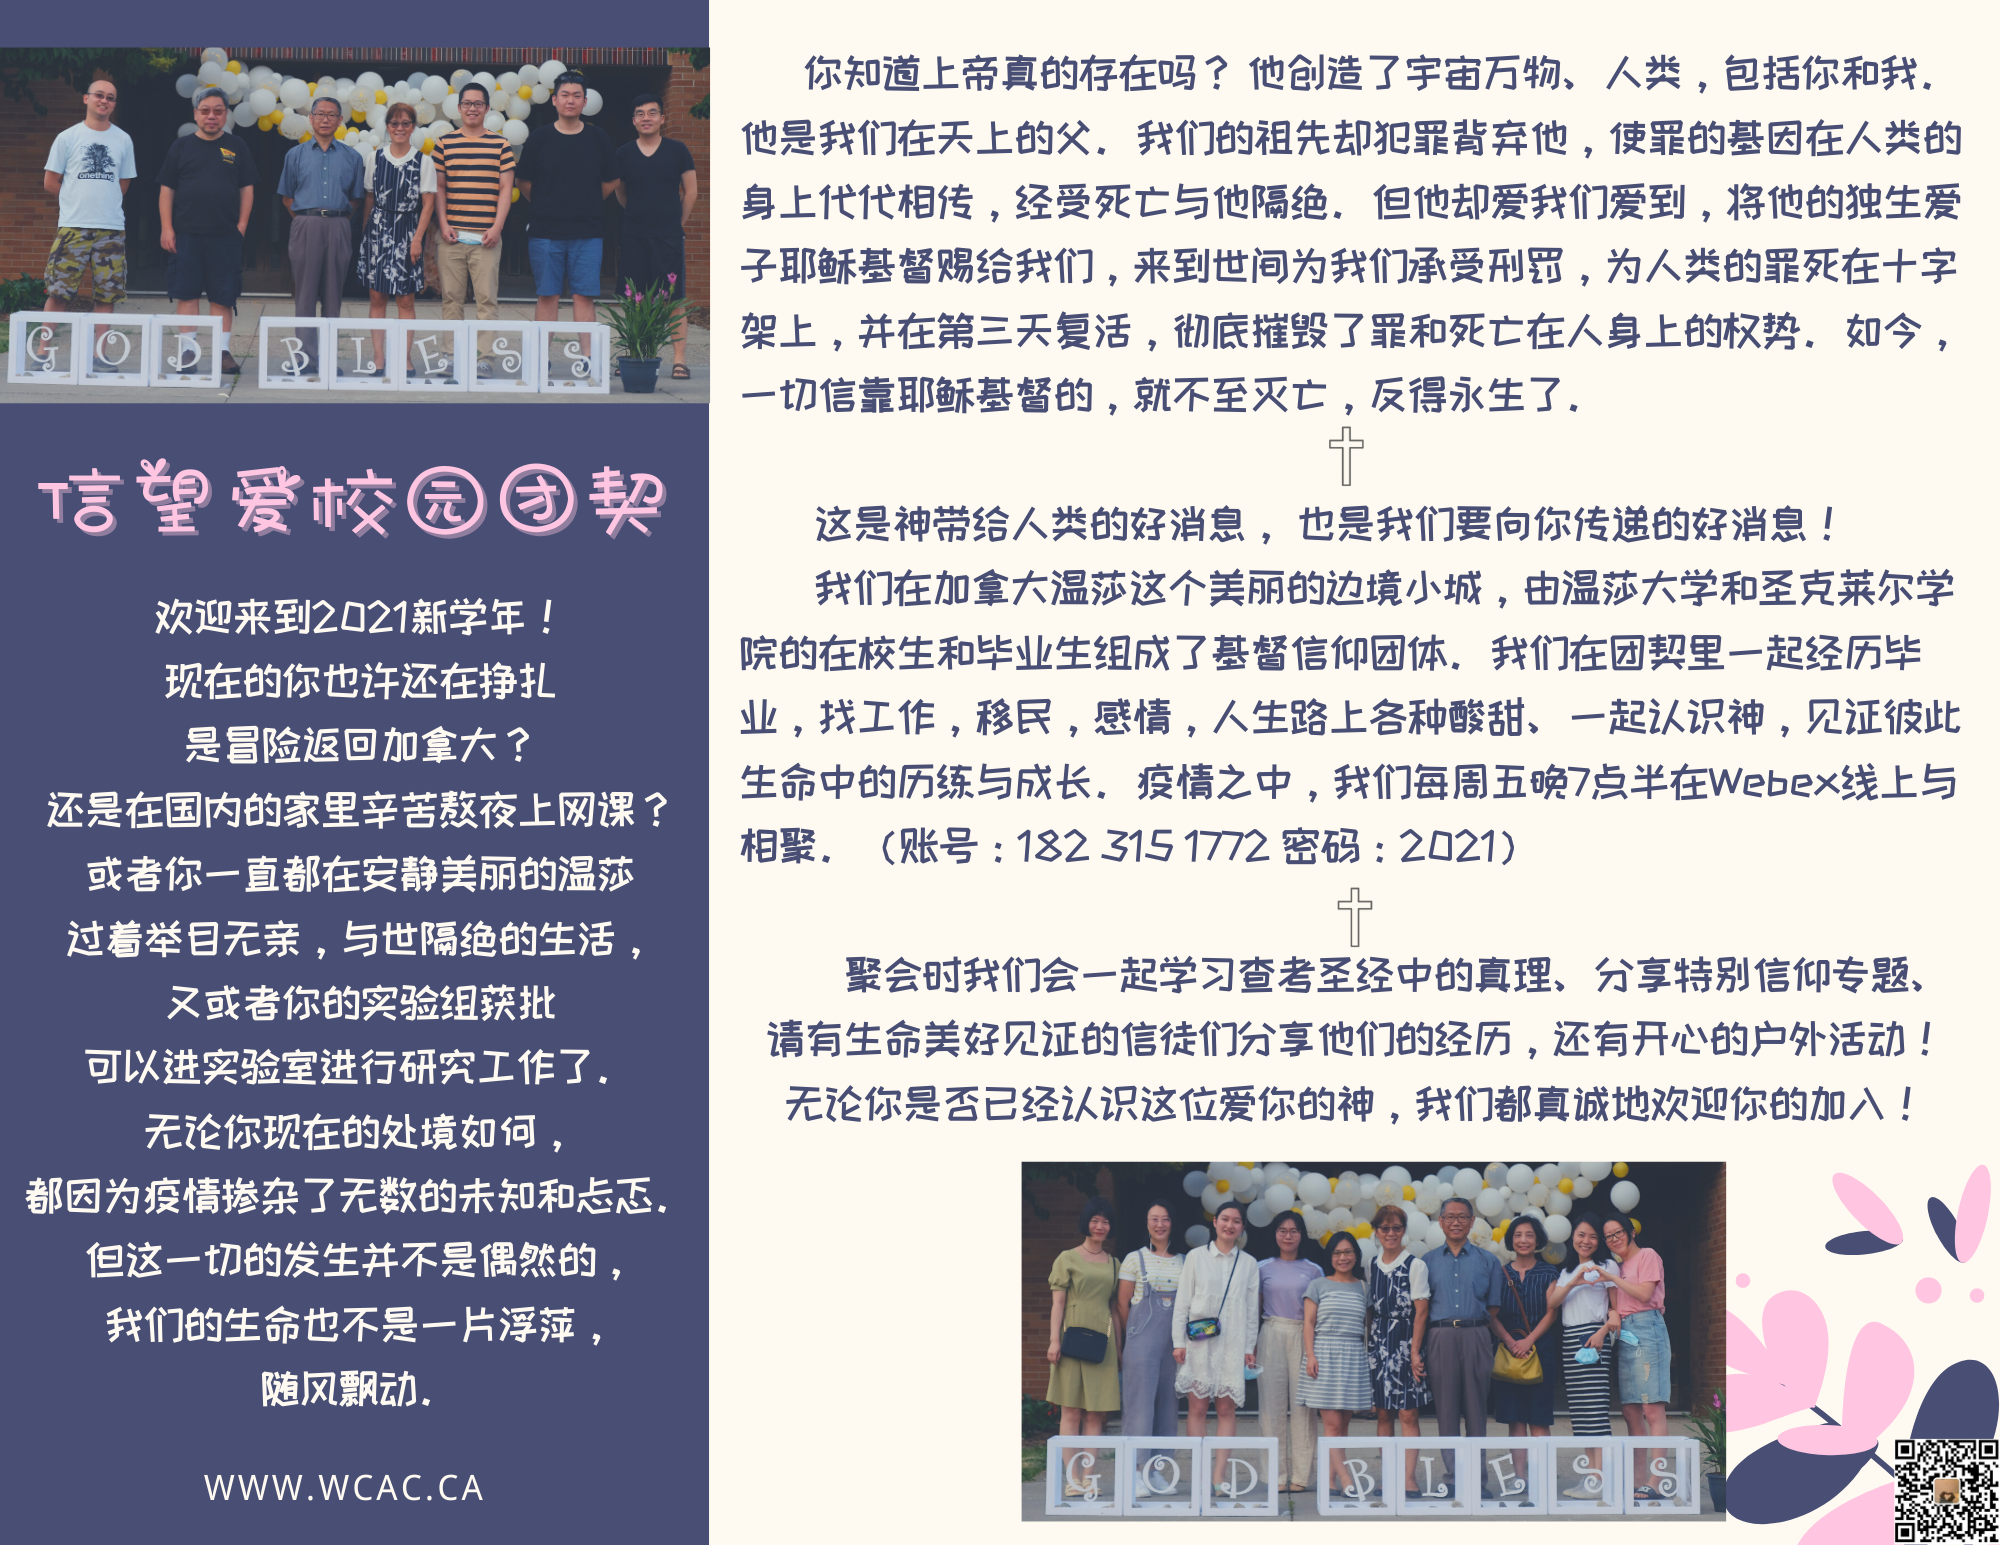 onething
GOD BLESS
信望爱校园团契
欢迎来到2021新学年！
现在的你也许还在挣扎
是冒险返回加拿大？
还是在国内的家里辛苦熬夜上网课？
或者你一直都在安静美丽的温莎
过着举目无亲，与世隔绝的生活，
又或者你的实验组获批
可以进实验室进行研究工作了.
无论你现在的处境如何，
都因为疫情掺杂了无数的未知和忐忑.
但这一切的发生并不是偶然的，
我们的生命也不是一片浮萍，
随风飘动.
WWW.WCAC.CA
你知道上帝真的存在吗？ 他创造了宇宙万物、人类，包括你和我.
他是我们在天上的父. 我们的祖先却犯罪背弃他，使罪的基因在人类的
身上代代相传，经受死亡与他隔绝. 但他却爱我们爱到，将他的独生爱
子耶稣基督赐给我们，来到世间为我们承受刑罚，为人类的罪死在十字
架上，并在第三天复活，彻底摧毁了罪和死亡在人身上的权势. 如今，
一切信靠耶稣基督的，就不至灭亡，反得永生了.
这是神带给人类的好消息，也是我们要向你传递的好消息！
我们在加拿大温莎这个美丽的边境小城，由温莎大学和圣克莱尔学
院的在校生和毕业生组成了基督信仰团体. 我们在团契里一起经历毕
业，找工作，移民，感情，人生路上各种酸甜、一起认识神，见证彼此
生命中的历练与成长. 疫情之中，我们每周五晚7点半在Webex线上与
相聚. （账号：182 315 1772 密码：2021）
聚会时我们会一起学习查考圣经中的真理、分享特别信仰专题、
请有生命美好见证的信徒们分享他们的经历，还有开心的户外活动！
无论你是否已经认识这位爱你的神，我们都真诚地欢迎你的加入！
GOD BLESS